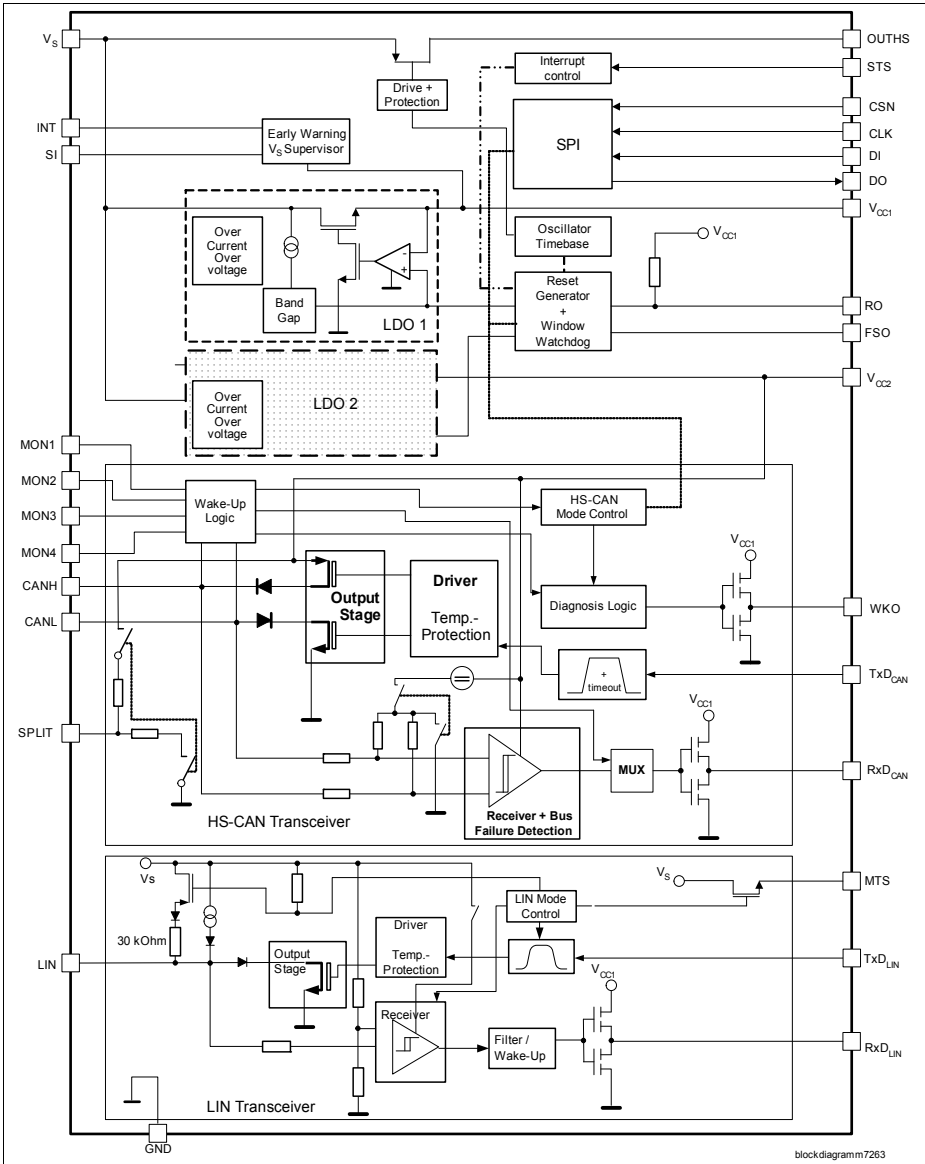 VS
OUTHS
Interrupt
control
STS
Drive +
Protection
CSN
INT
Early Warning
VS Supervisor
SPI
CLK
SI
DI
DO
VCC1
Over
Current
Over
voltage
-
+
Oscillator
Timebase
VCC1
Band
Gap
LDO 1
Reset
Generator
+
Window
Watchdog
RO
FSO
VCC2
Over
Current
Over
voltage
LDO 2
MON1
MON2
MON3
MON4
CANH
CANL
Wake-Up
Logic
HS-CAN
Mode Control
VCC1
Output
Stage
Driver
Temp.-
Protection
Diagnosis Logic
WKO
+
timeout
TxDCAN
VCC1
SPLIT
MUX
RxDCAN
Receiver + Bus
Failure Detection
HS-CAN Transceiver
Vs
VS
MTS
LIN Mode
Control
30 kOhm
Driver
Temp.-
Protection
LIN
Output
Stage
TxDLIN
VCC1
Receiver
Filter /
Wake-Up
RxDLIN
LIN Transceiver
GND
blockdiagramm7263